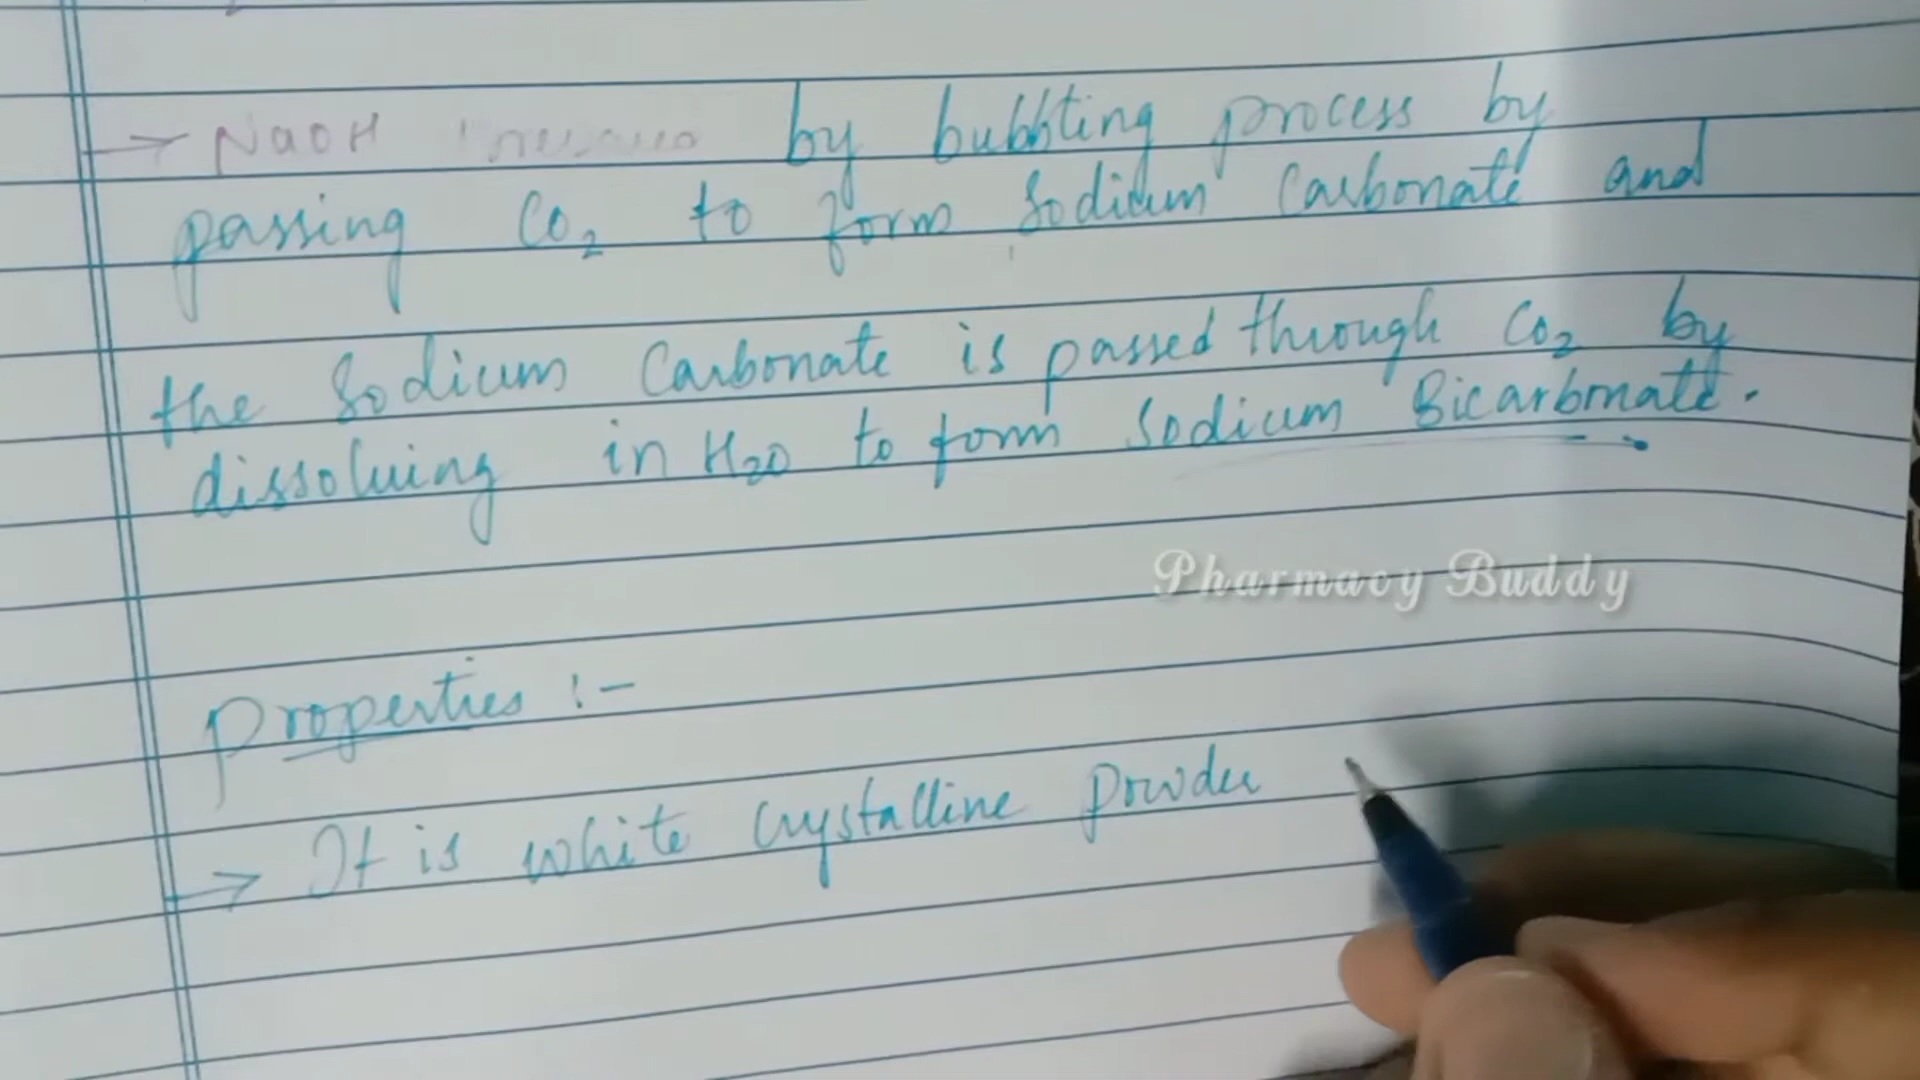 → NaOH by bubbling process by
passing CO₂ to form Sodium Carbonate and
the Sodium Carbonate is passed through CO₂ by
dissolving in H₂O to form Sodium Bicarbonate.
Pharmacy Buddy
Properties :-
→ It is white crystalline powder